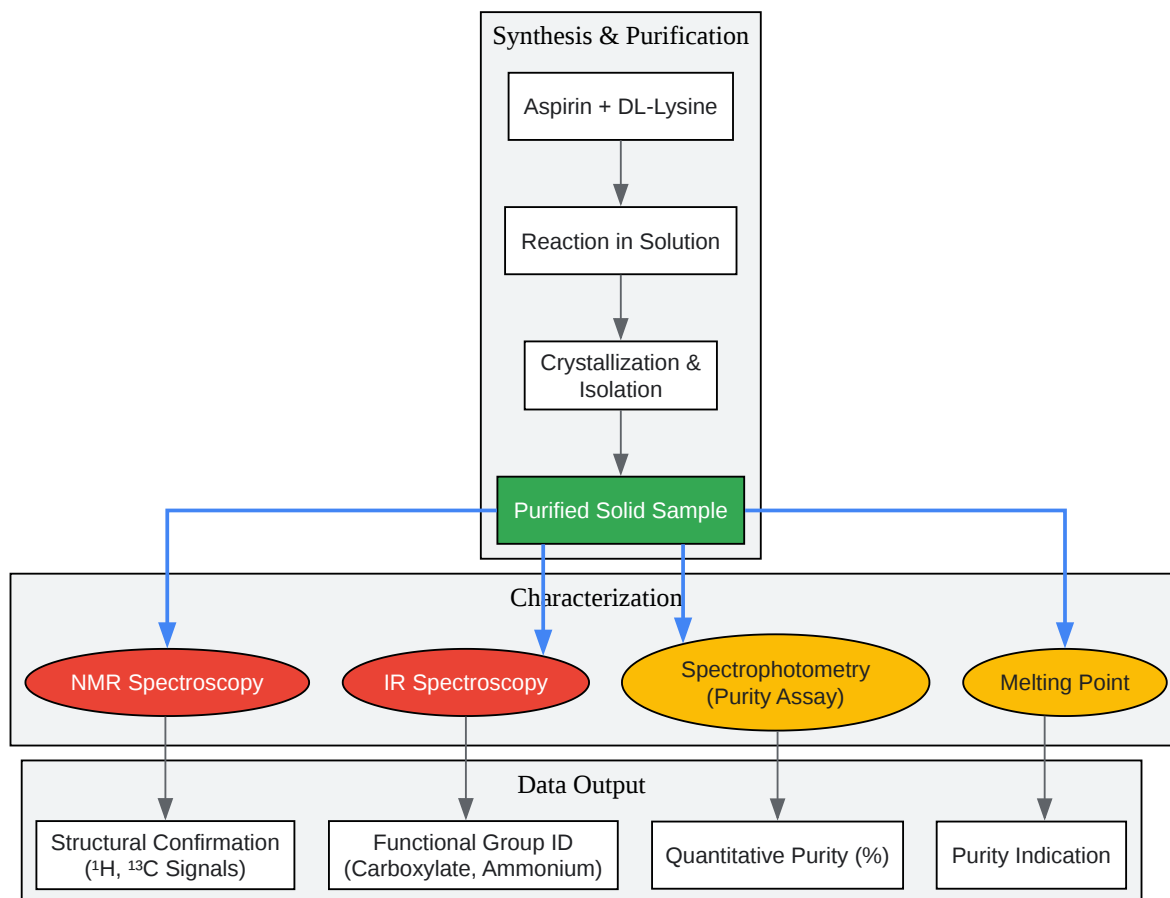 Synthesis & Purification
Aspirin + DL-Lysine
Reaction in Solution
Crystallization &
Isolation
Purified Solid Sample
Characterization
NMR Spectroscopy
IR Spectroscopy
Spectrophotometry
(Purity Assay)
Melting Point
Data Output
Structural Confirmation
(¹H, ¹³C Signals)
Functional Group ID
(Carboxylate, Ammonium)
Quantitative Purity (%)
Purity Indication